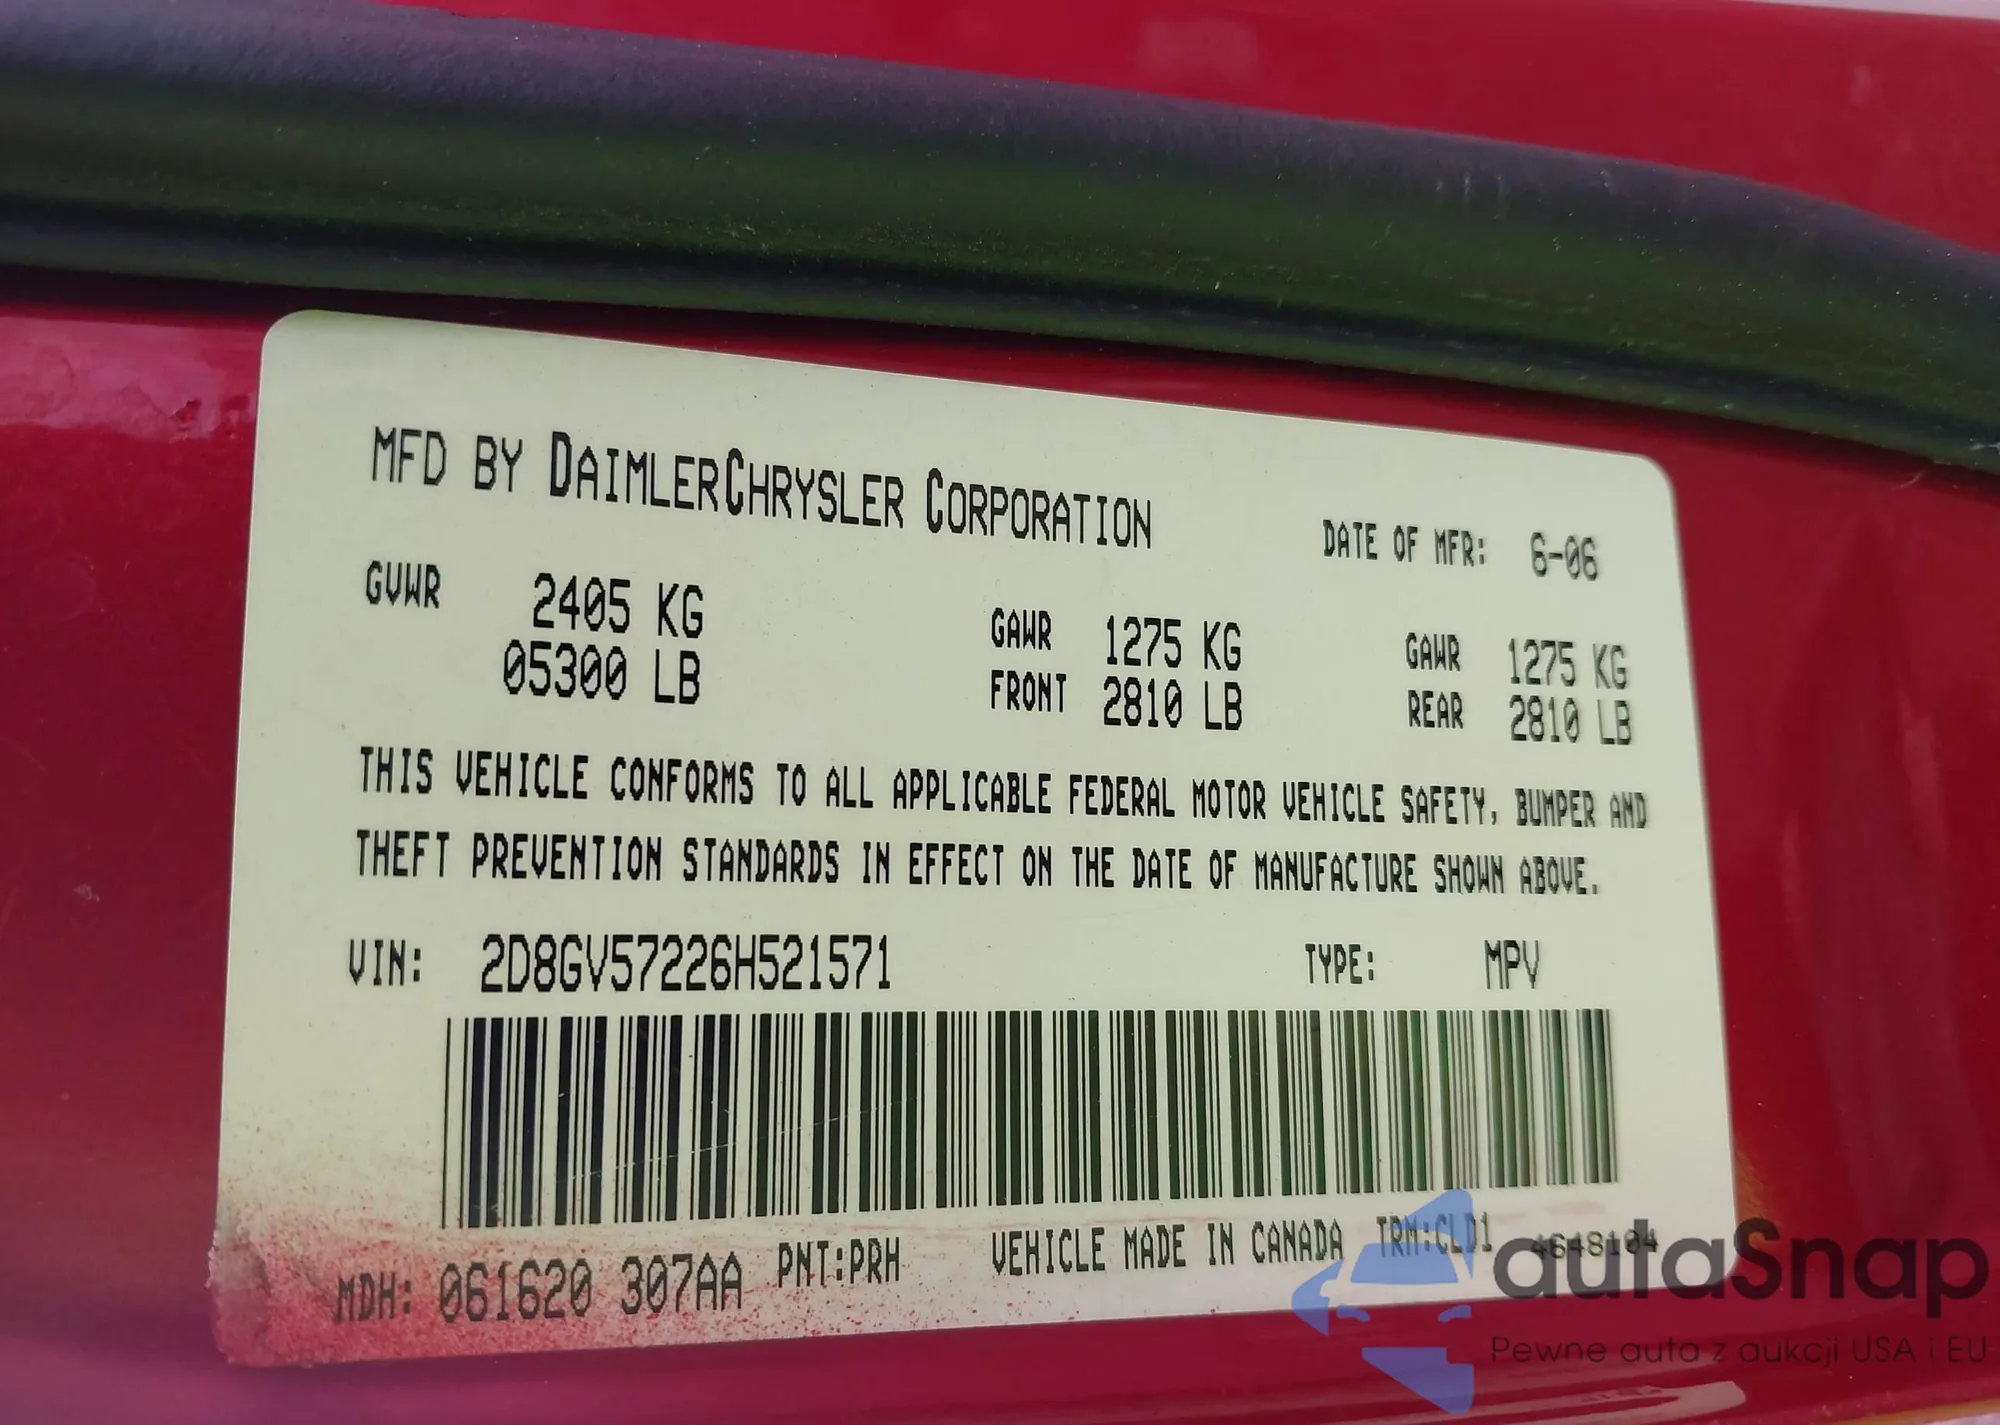 MFD BY DAIMLERCHRYSLER CORPORATION
DATE OF MFR: 6-06
GVWR 2405 KG
05300 LB
GAWR FRONT 1275 KG
2810 LB
GAWR REAR 1275 KG
2810 LB
THIS VEHICLE CONFORMS TO ALL APPLICABLE FEDERAL MOTOR VEHICLE SAFETY, BUMPER AND
THEFT PREVENTION STANDARDS IN EFFECT ON THE DATE OF MANUFACTURE SHOWN ABOVE.
VIN: 2D8GV57226H521571 TYPE: MPV
MDH: 061620 307AA PNT:PRH VEHICLE MADE IN CANADA TRM:CLD1 4648104
autaSnap
Pewne auta z aukcji USA i EU